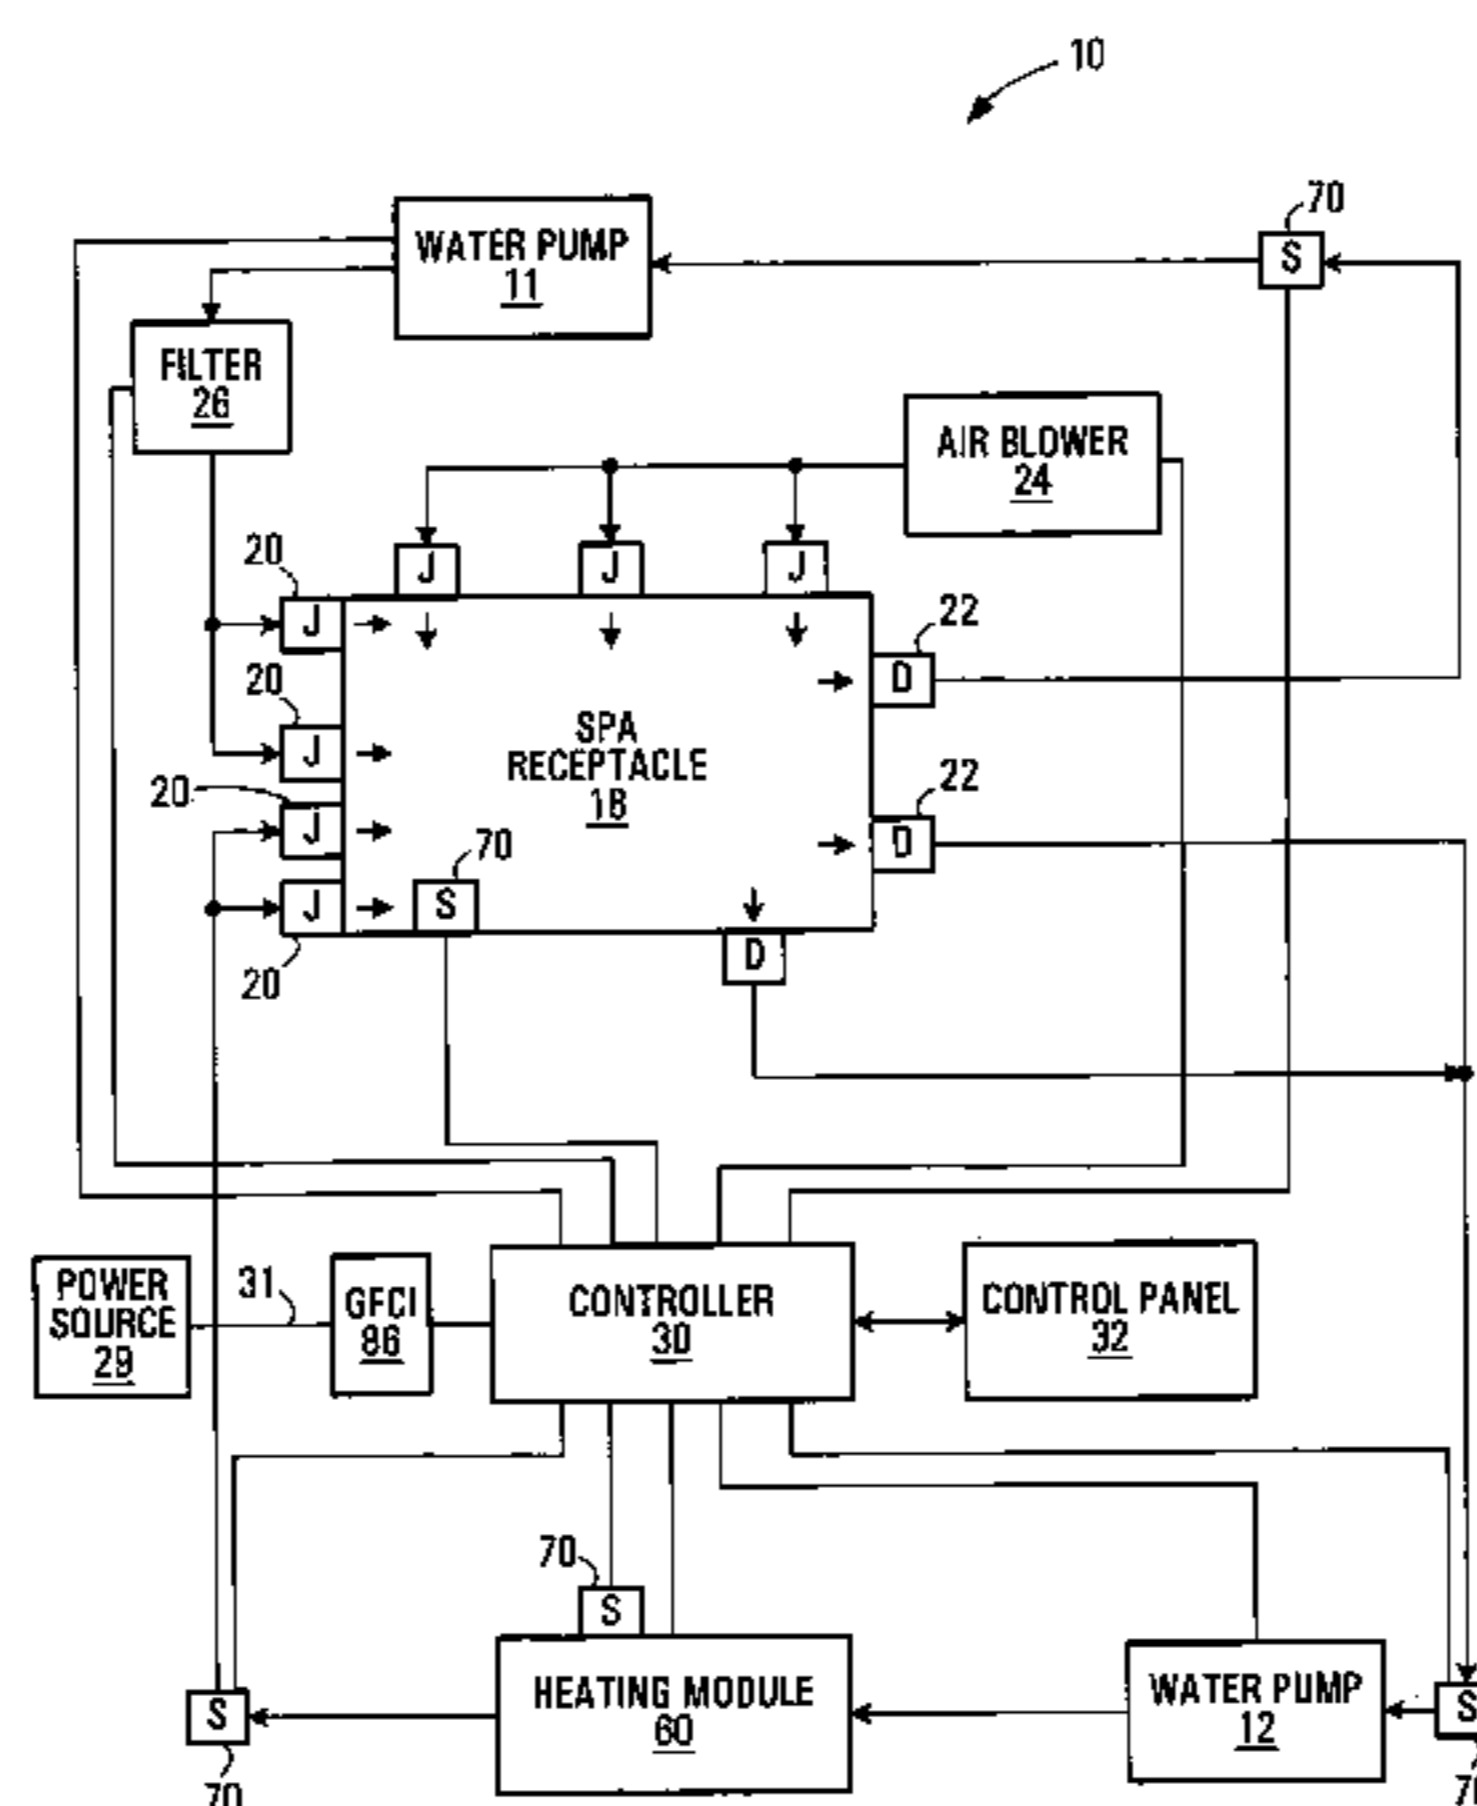 10
70
S
WATER PUMP
11
FILTER
26
AIR BLOWER
24
20
J
J
J
J
22
D
20
J
SPA
RECEPTACLE
18
22
D
20
J
70
S
J
20
D
POWER
SOURCE
29
31
GFCI
86
CONTROLLER
30
CONTROL PANEL
32
70
S
HEATING MODULE
60
WATER PUMP
12
S
70
S
70